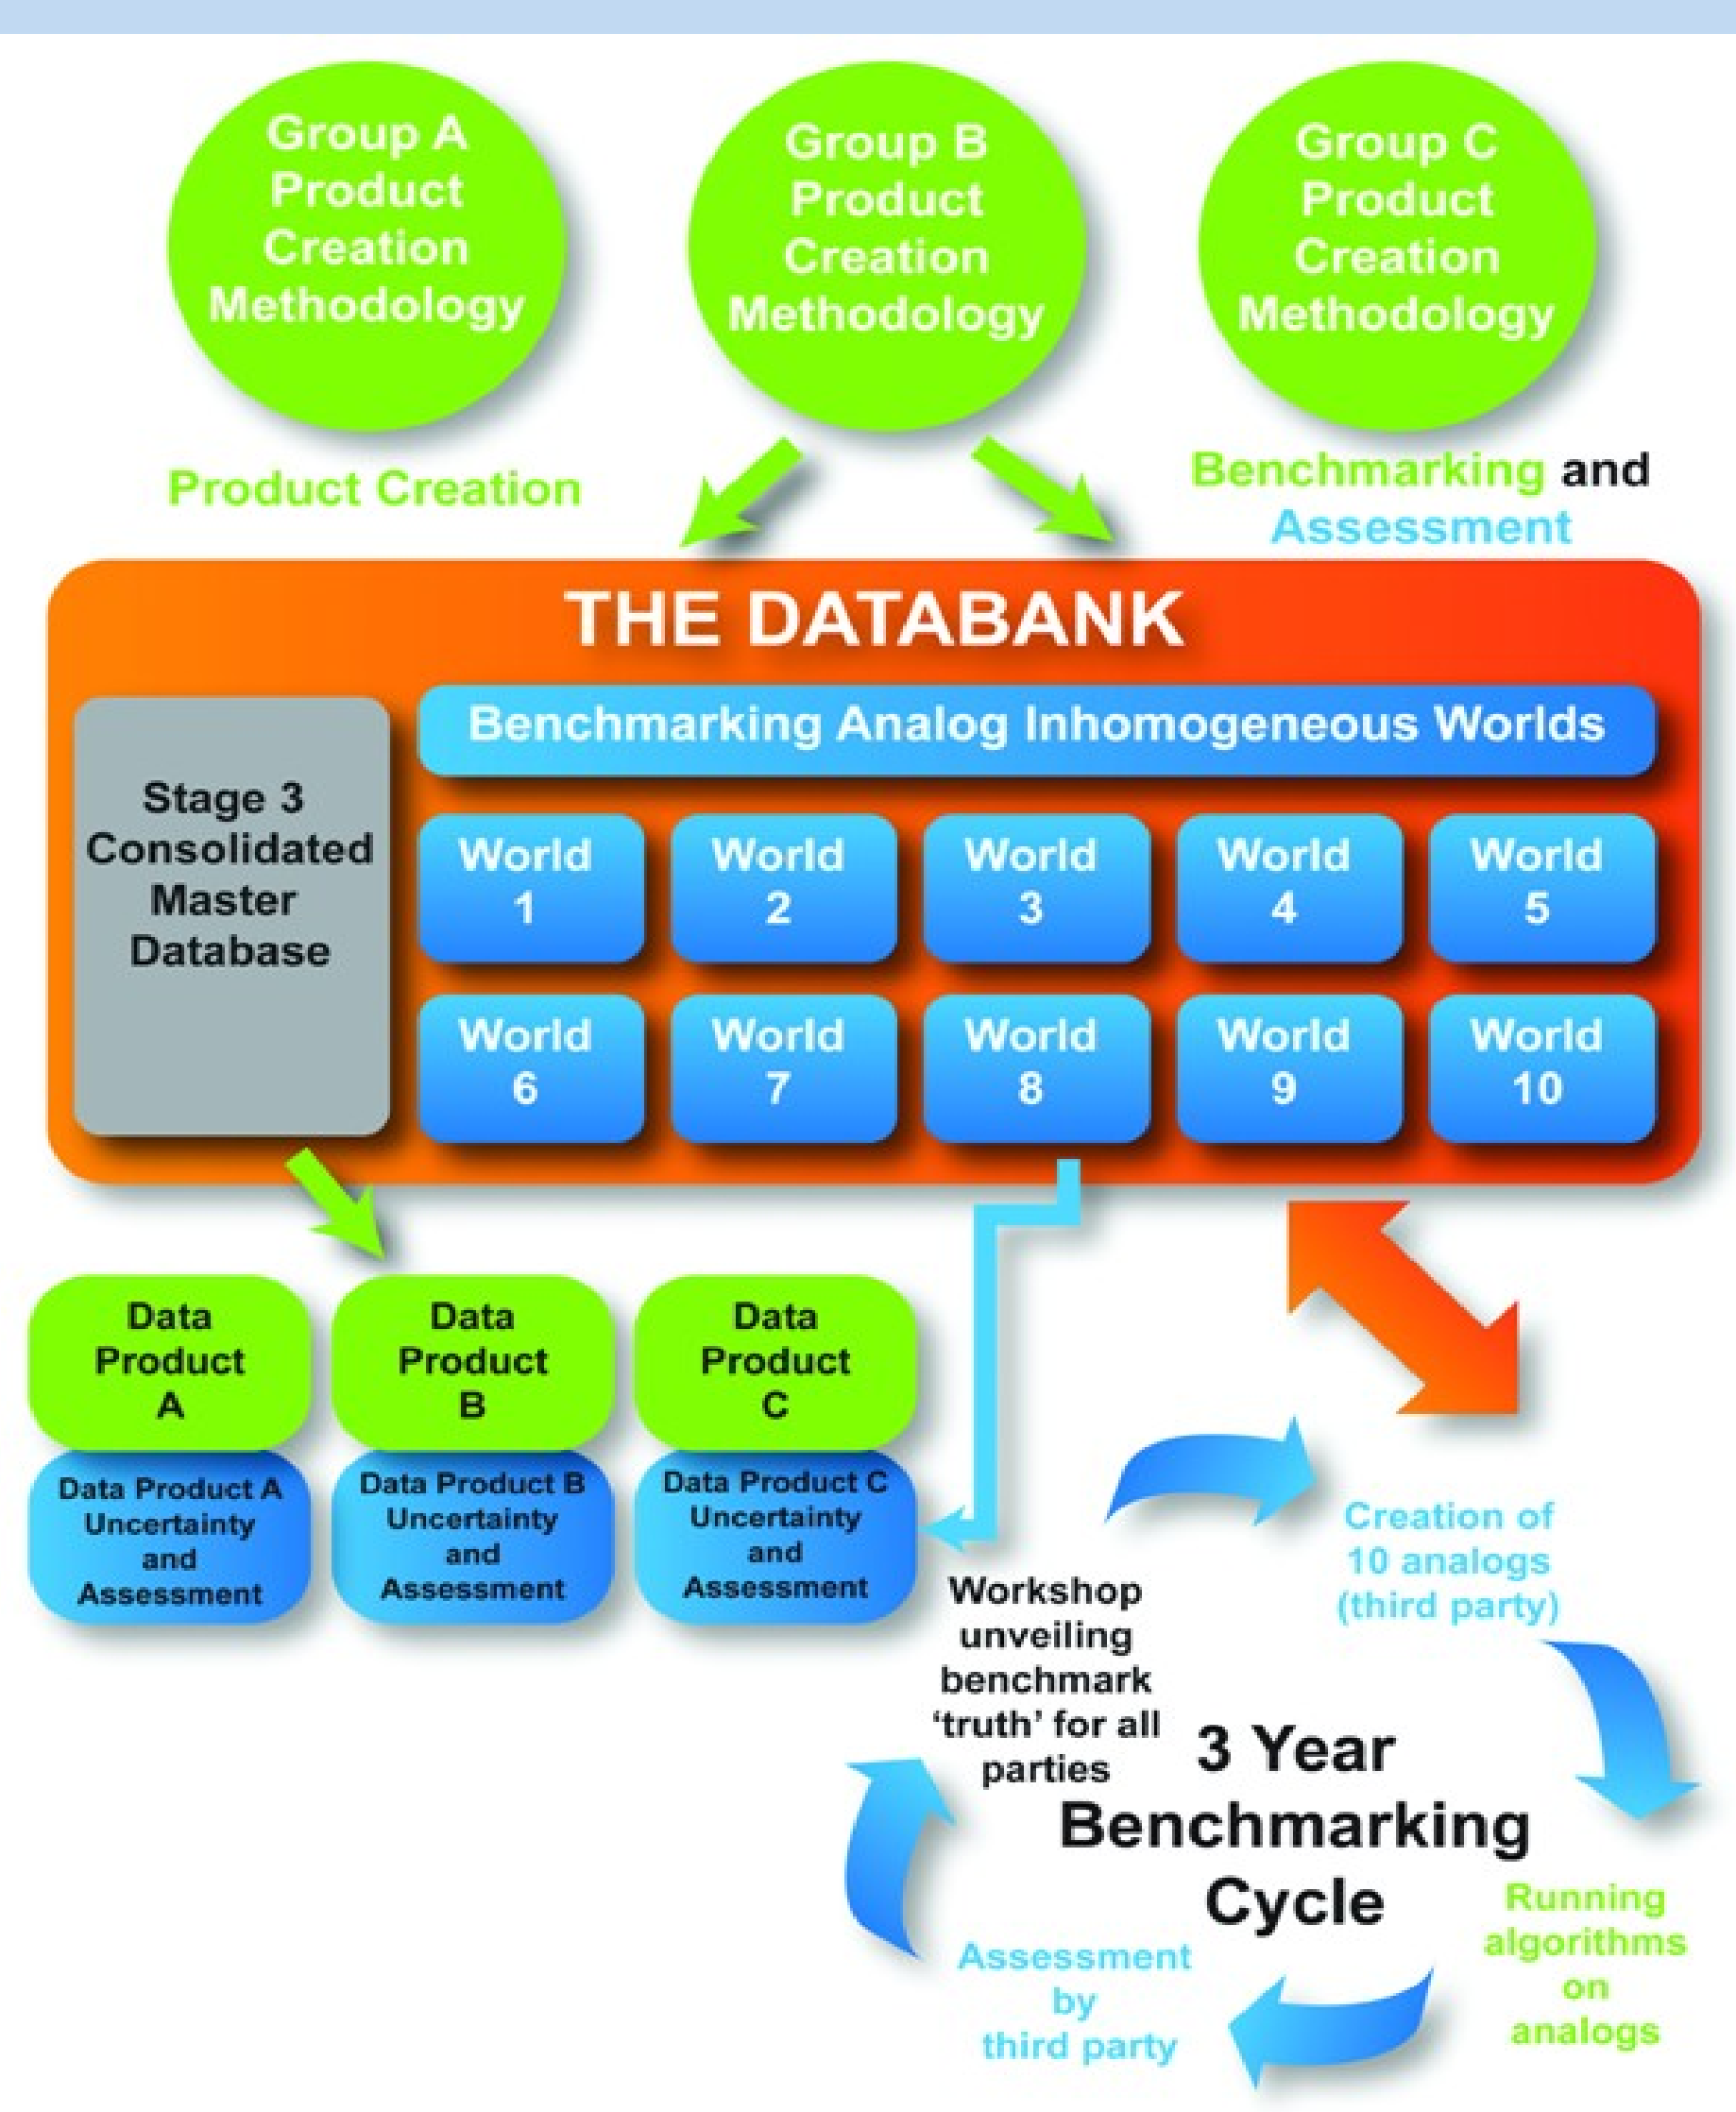 Group A
Product
Creation
Methodology
Group B
Product
Creation
Methodology
Group C
Product
Creation
Methodology
Product Creation
Benchmarking and
Assessment
THE DATABANK
Stage 3
Consolidated
Master
Database
Benchmarking Analog Inhomogeneous Worlds
World
1
World
2
World
3
World
4
World
5
World
6
World
7
World
8
World
9
World
10
Data
Product
A
Data
Product
B
Data
Product
C
Data Product A
Uncertainty
and
Assessment
Data Product B
Uncertainty
and
Assessment
Data Product C
Uncertainty
and
Assessment
Workshop
unveiling
benchmark
‘truth’ for all
parties
Creation of
10 analogs
(third party)
3 Year
Benchmarking
Cycle
Running
algorithms
on
analogs
Assessment
by
third party